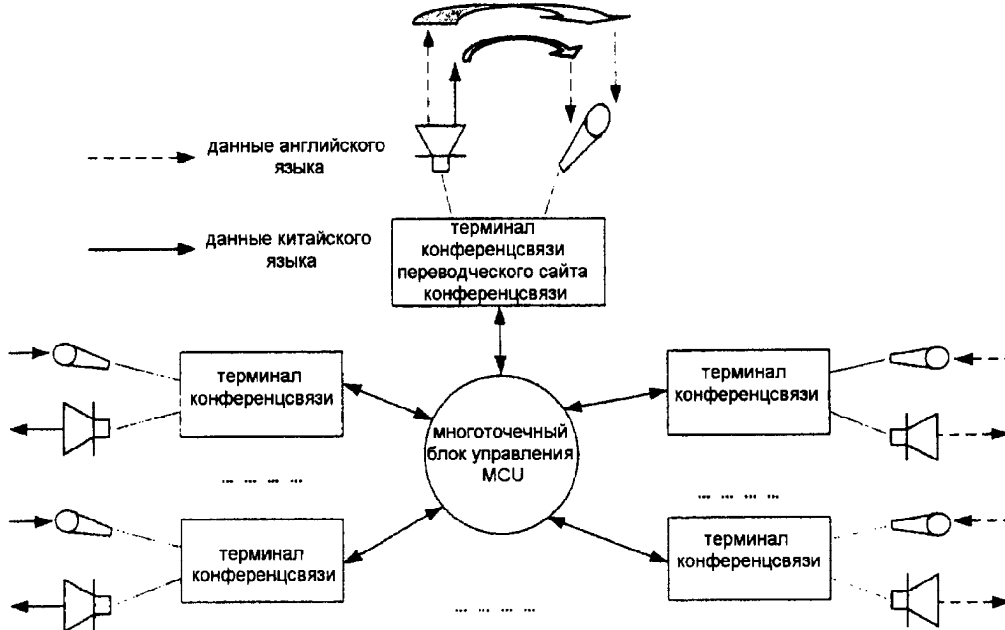 данные английского
языка
данные китайского
языка
терминал
конференцсвязи
переводческого сайта
конференцсвязи
терминал
конференцсвязи
терминал
конференцсвязи
многоточечный
блок управления
MCU
... ... ... ...
... ... ... ...
терминал
конференцсвязи
терминал
конференцсвязи
... ... ... ...